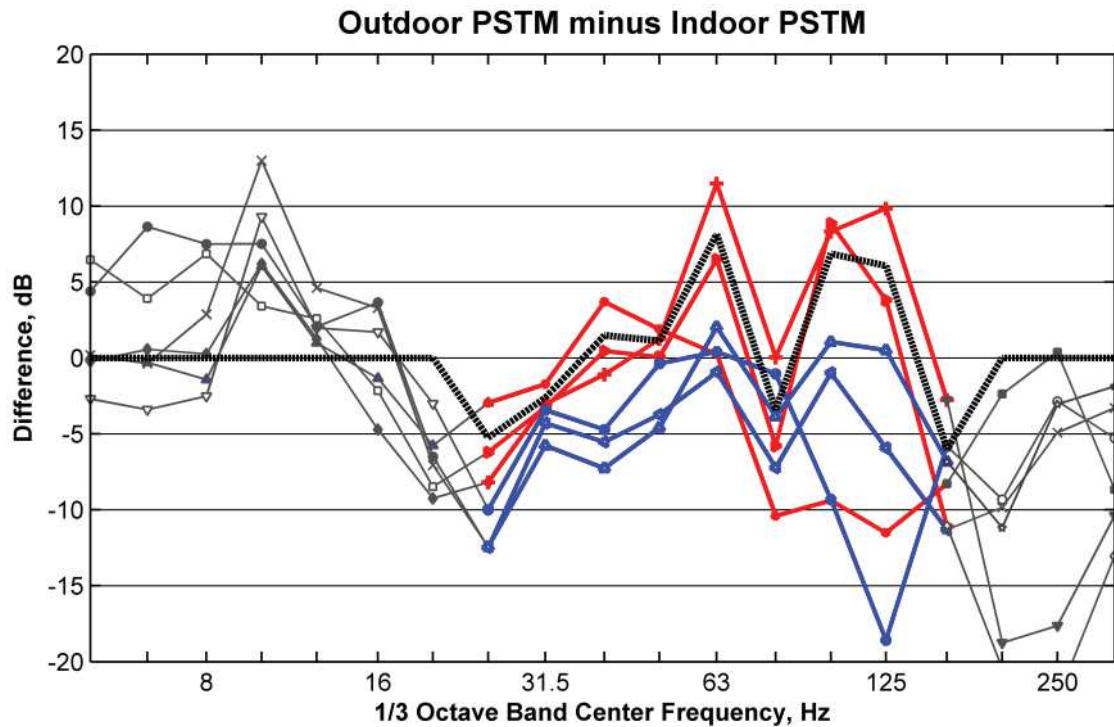 Outdoor PSTM minus Indoor PSTM
20
15
10
5
0
-5
-10
-15
-20
Difference, dB
8 16 31.5 63 125 250
1/3 Octave Band Center Frequency, Hz